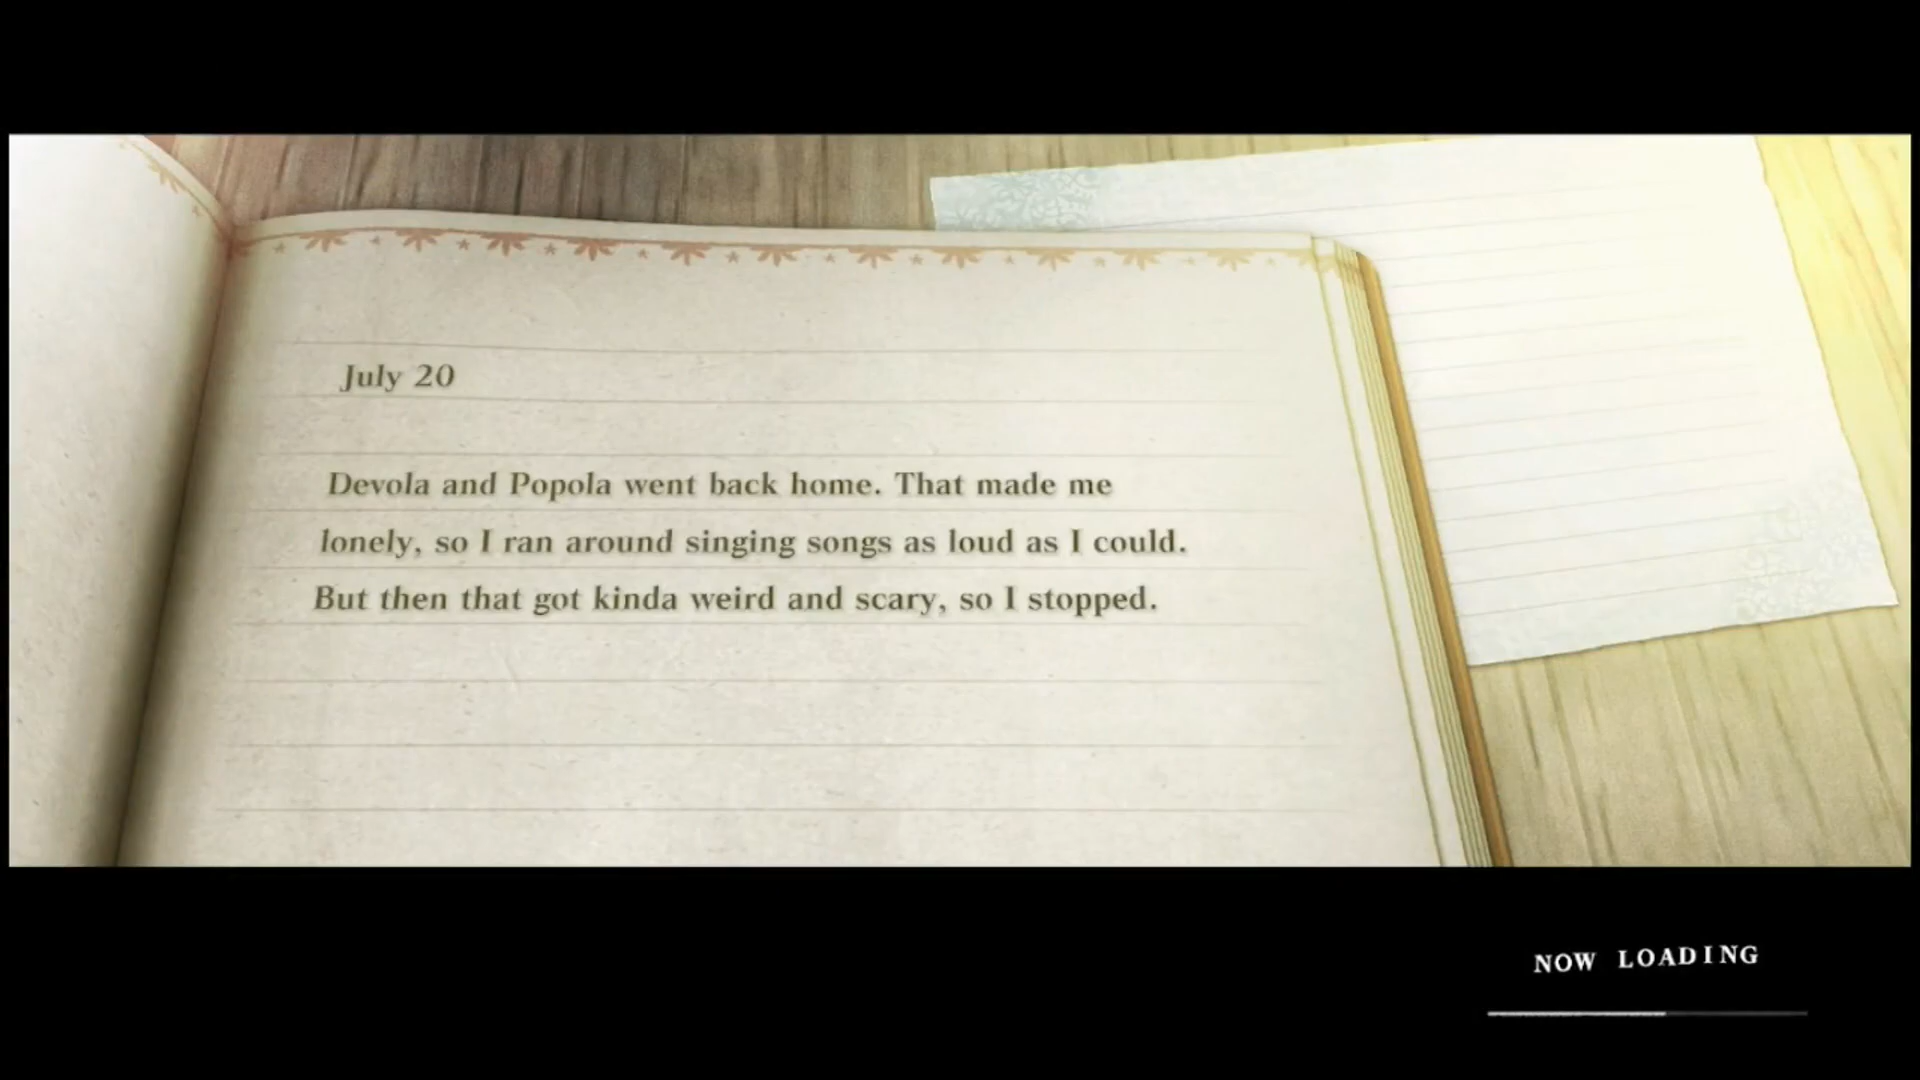 July 20
Devola and Popola went back home. That made me
lonely, so I ran around singing songs as loud as I could.
But then that got kinda weird and scary, so I stopped.
NOW LOADING